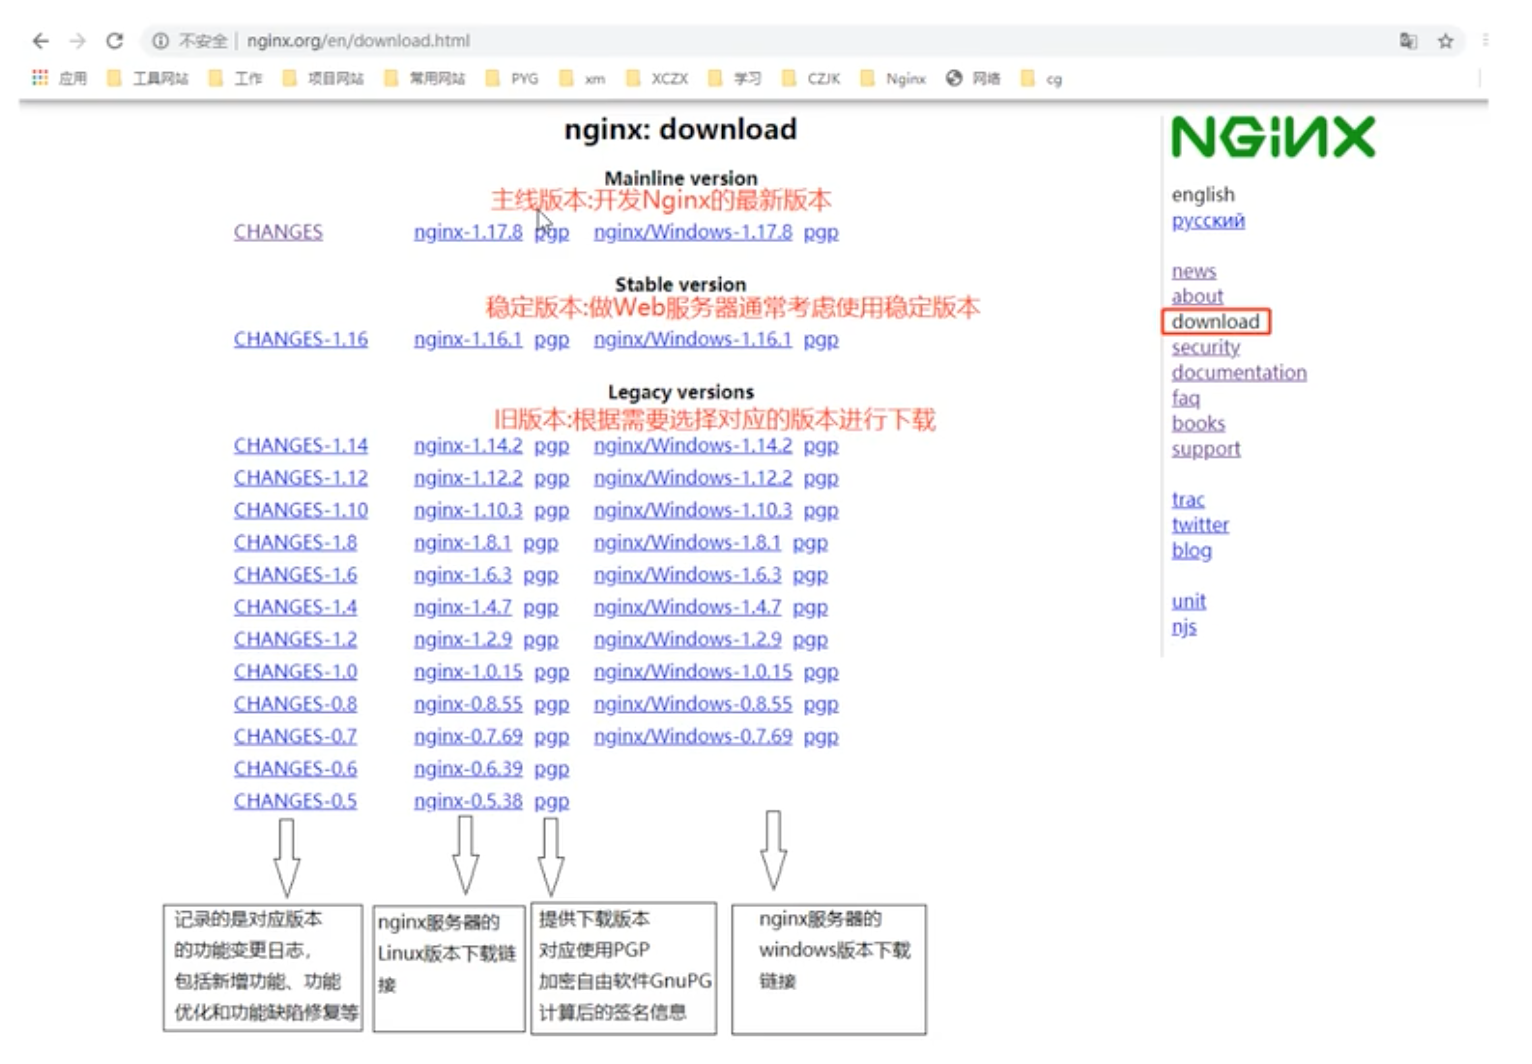 不安全 | nginx.org/en/download.html
应用 工具网站 工作 项目网站 常用网站 PYG xm XCZX 学习 CZJK Nginx 网络 cg
nginx: download
Mainline version
主线版本:开发Nginx的最新版本
CHANGES nginx-1.17.8 pgp nginx/Windows-1.17.8 pgp
Stable version
稳定版本:做Web服务器通常考虑使用稳定版本
CHANGES-1.16 nginx-1.16.1 pgp nginx/Windows-1.16.1 pgp
Legacy versions
旧版本:根据需要选择对应的版本进行下载
CHANGES-1.14 nginx-1.14.2 pgp nginx/Windows-1.14.2 pgp
CHANGES-1.12 nginx-1.12.2 pgp nginx/Windows-1.12.2 pgp
CHANGES-1.10 nginx-1.10.3 pgp nginx/Windows-1.10.3 pgp
CHANGES-1.8 nginx-1.8.1 pgp nginx/Windows-1.8.1 pgp
CHANGES-1.6 nginx-1.6.3 pgp nginx/Windows-1.6.3 pgp
CHANGES-1.4 nginx-1.4.7 pgp nginx/Windows-1.4.7 pgp
CHANGES-1.2 nginx-1.2.9 pgp nginx/Windows-1.2.9 pgp
CHANGES-1.0 nginx-1.0.15 pgp nginx/Windows-1.0.15 pgp
CHANGES-0.8 nginx-0.8.55 pgp nginx/Windows-0.8.55 pgp
CHANGES-0.7 nginx-0.7.69 pgp nginx/Windows-0.7.69 pgp
CHANGES-0.6 nginx-0.6.39 pgp
CHANGES-0.5 nginx-0.5.38 pgp
记录的是对应版本
的功能变更日志,
包括新增功能、功能
优化和功能缺陷修复等
nginx服务器的
Linux版本下载链
接
提供下载版本
对应使用PGP
加密自由软件GnuPG
计算后的签名信息
nginx服务器的
windows版本下载
链接
NGINX
english
русский
news
about
download
security
documentation
faq
books
support
trac
twitter
blog
unit
njs